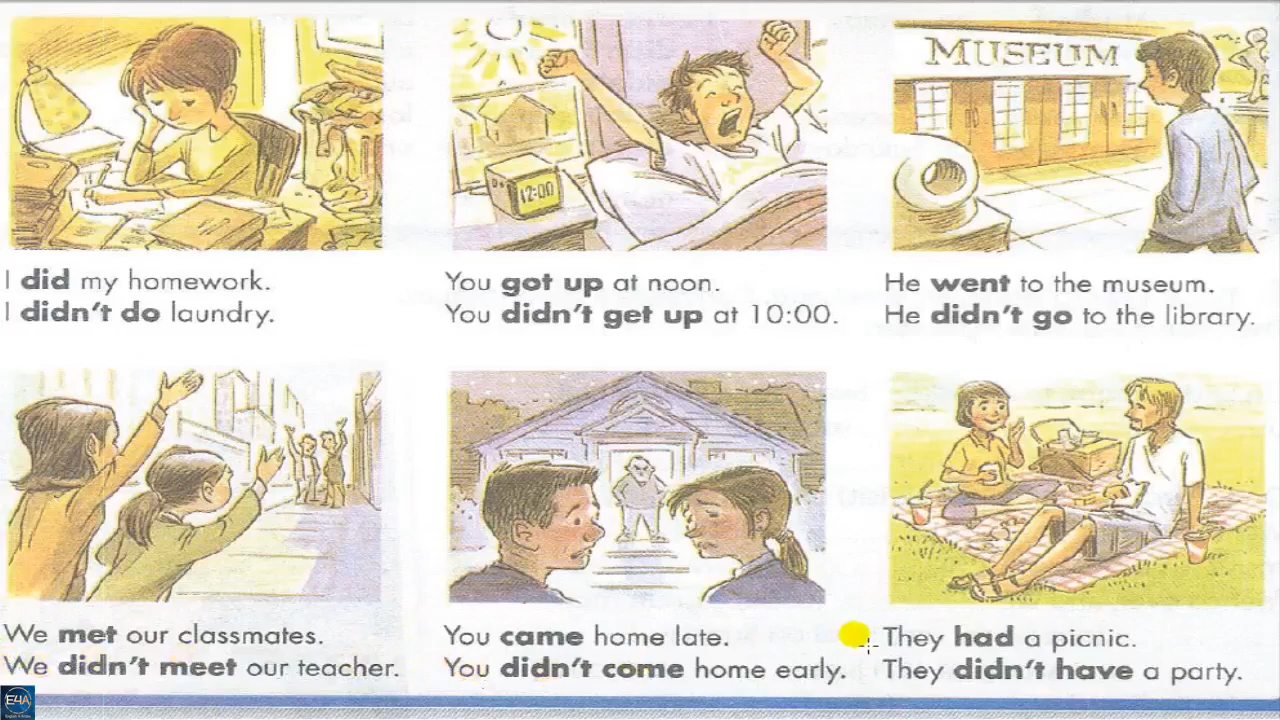 12:00
MUSEUM
I did my homework.
I didn't do laundry.
You got up at noon.
You didn't get up at 10:00.
He went to the museum.
He didn't go to the library.
We met our classmates.
We didn't meet our teacher.
You came home late.
You didn't come home early.
They had a picnic.
They didn't have a party.
E4A